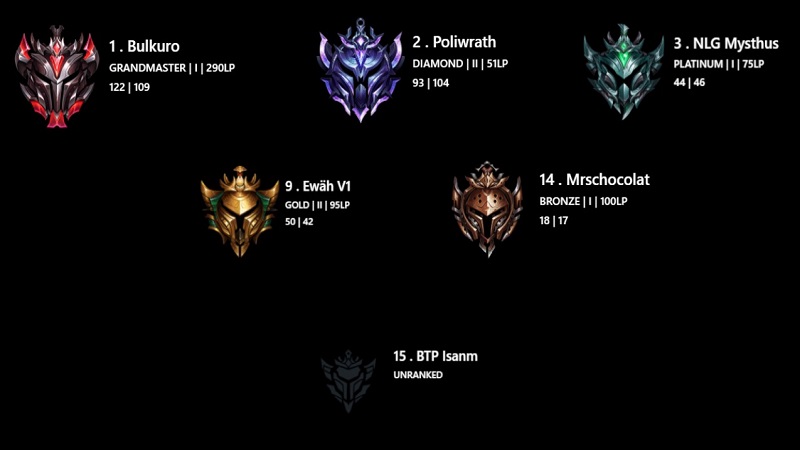 1 . Bulkuro
GRANDMASTER | I | 290LP
122 | 109
2 . Poliwrath
DIAMOND | II | 51LP
93 | 104
3 . NLG Mysthus
PLATINUM | I | 75LP
44 | 46
9 . Ewäh V1
GOLD | II | 95LP
50 | 42
14 . Mrschocolat
BRONZE | I | 100LP
18 | 17
15 . BTP Isanm
UNRANKED